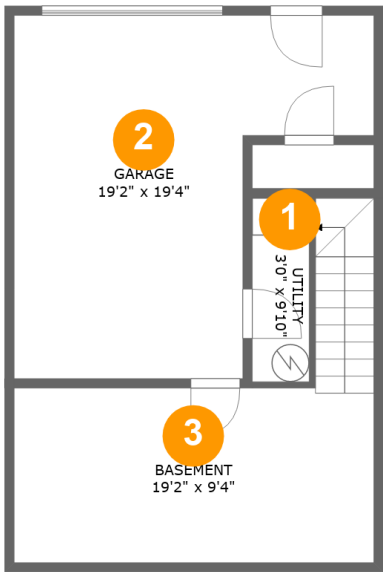 2
GARAGE
19'2" x 19'4"
1
UTILITY
3'0" x 9'10"
3
BASEMENT
19'2" x 9'4"